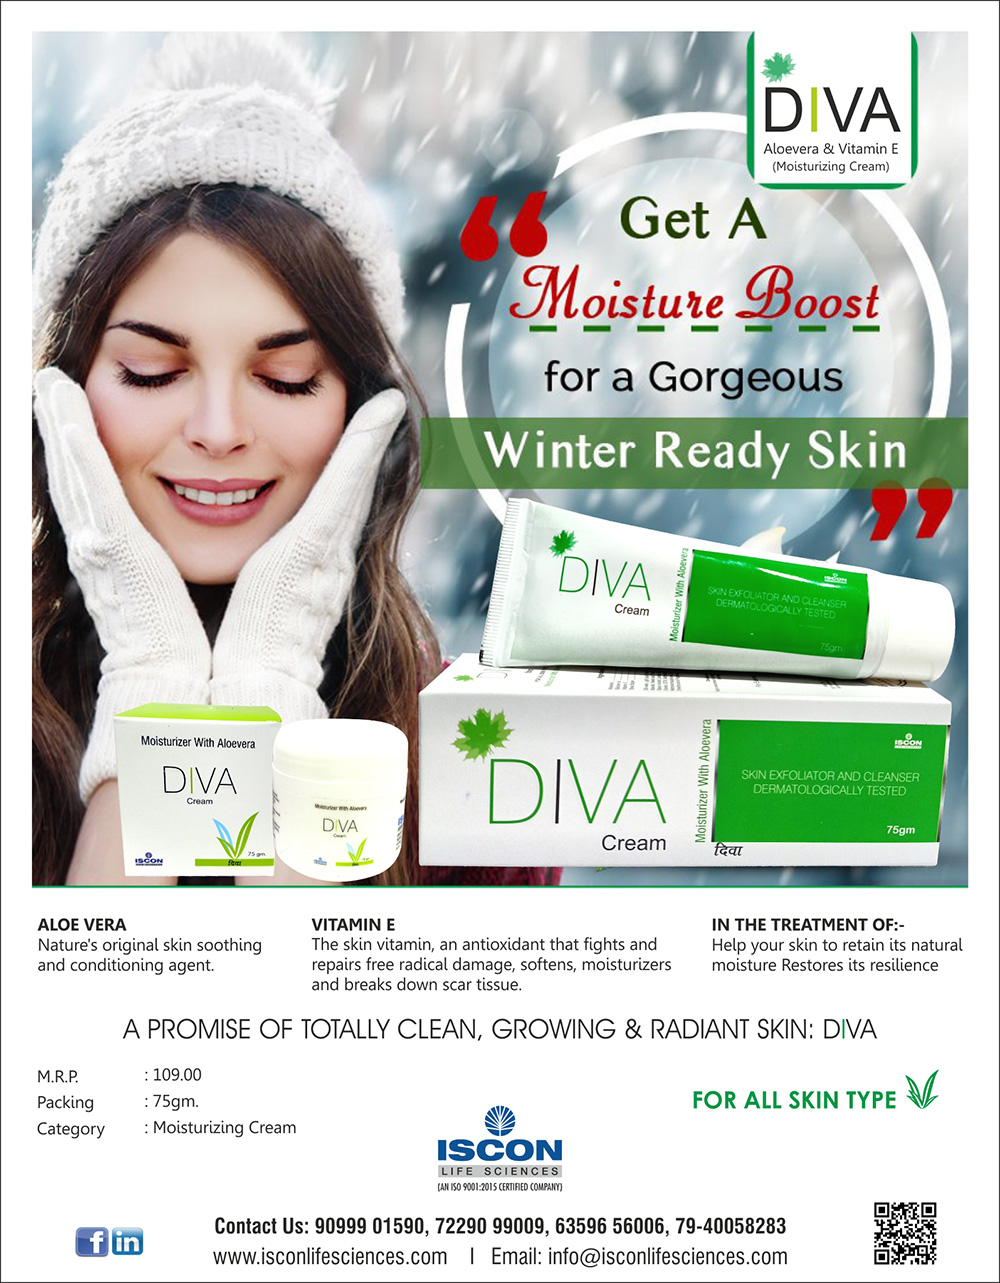 DIVA
Aloevera & Vitamin E
(Moisturizing Cream)
“Get A
Moisture Boost
for a Gorgeous
Winter Ready Skin”
DIVA
Cream
Moisturizer With Aloevera
ISCON
SKIN EXFOLIATOR AND CLEANSER
DERMATOLOGICALLY TESTED
75gm
DIVA
Cream
Moisturizer With Aloevera
दिवा
ISCON
SKIN EXFOLIATOR AND CLEANSER
DERMATOLOGICALLY TESTED
75gm
Moisturizer With Aloevera
DIVA
Cream
ISCON
75 gm
दिवा
Moisturizer With Aloevera
DIVA
Cream
ALOE VERA
Nature's original skin soothing
and conditioning agent.
VITAMIN E
The skin vitamin, an antioxidant that fights and
repairs free radical damage, softens, moisturizers
and breaks down scar tissue.
IN THE TREATMENT OF:-
Help your skin to retain its natural
moisture Restores its resilience
A PROMISE OF TOTALLY CLEAN, GROWING & RADIANT SKIN: DIVA
M.R.P. : 109.00
Packing : 75gm.
Category : Moisturizing Cream
FOR ALL SKIN TYPE
ISCON
LIFE SCIENCES
(AN ISO 9001:2015 CERTIFIED COMPANY)
f in
Contact Us: 90999 01590, 72290 99009, 63596 56006, 79-40058283
www.isconlifesciences.com | Email: info@isconlifesciences.com